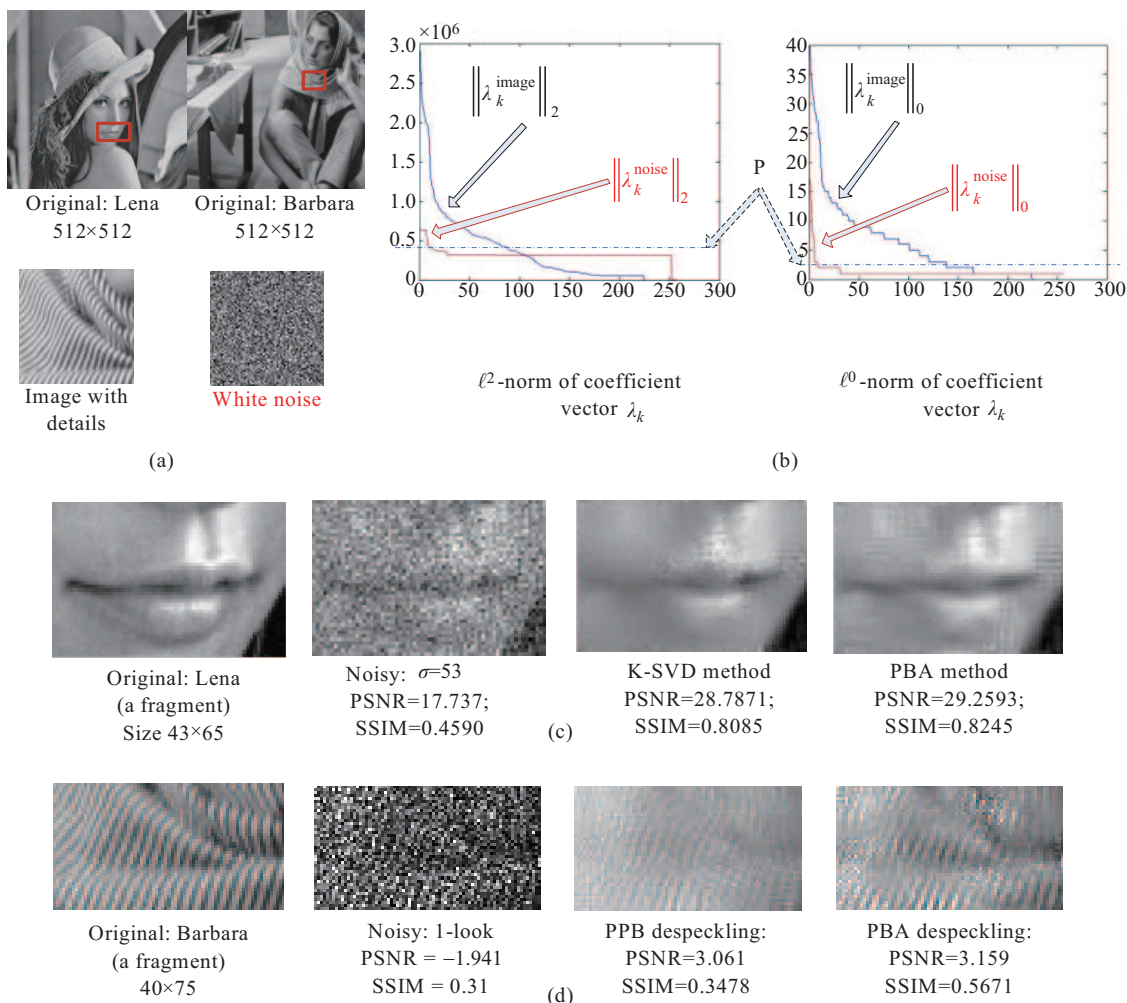 Original: Lena
512×512
Original: Barbara
512×512
Image with
details
White noise
(a)
3.0
×10⁶
2.5
2.0
1.5
1.0
0.5
0
0 50 100 150 200 250 300
‖λ_k^image‖_2
‖λ_k^noise‖_2
P
ℓ²-norm of coefficient
vector λ_k
40
35
30
25
20
15
10
5
0
0 50 100 150 200 250 300
‖λ_k^image‖_0
‖λ_k^noise‖_0
ℓ⁰-norm of coefficient
vector λ_k
(b)
Original: Lena
(a fragment)
Size 43×65
Noisy: σ=53
PSNR=17.737;
SSIM=0.4590
K-SVD method
PSNR=28.7871;
SSIM=0.8085
PBA method
PSNR=29.2593;
SSIM=0.8245
(c)
Original: Barbara
(a fragment)
40×75
Noisy: 1-look
PSNR = −1.941
SSIM = 0.31
PPB despeckling:
PSNR=3.061
SSIM=0.3478
PBA despeckling:
PSNR=3.159
SSIM=0.5671
(d)